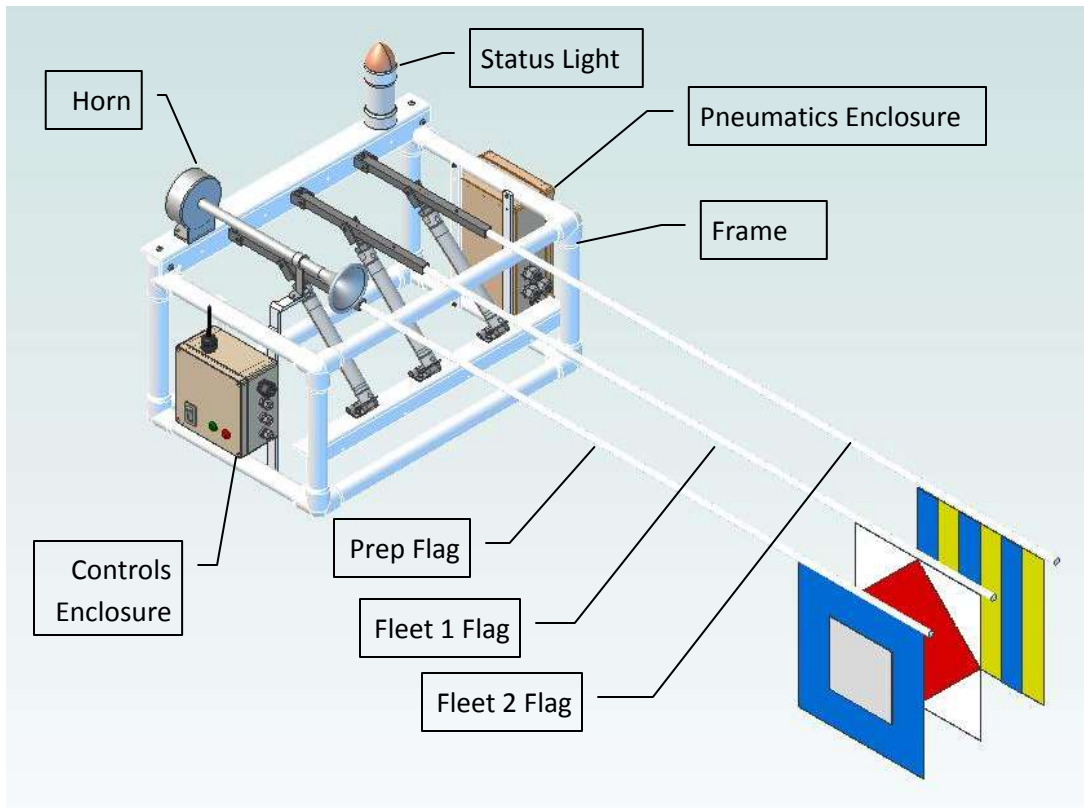 Status Light
Horn
Pneumatics Enclosure
Frame
Prep Flag
Controls
Enclosure
Fleet 1 Flag
Fleet 2 Flag